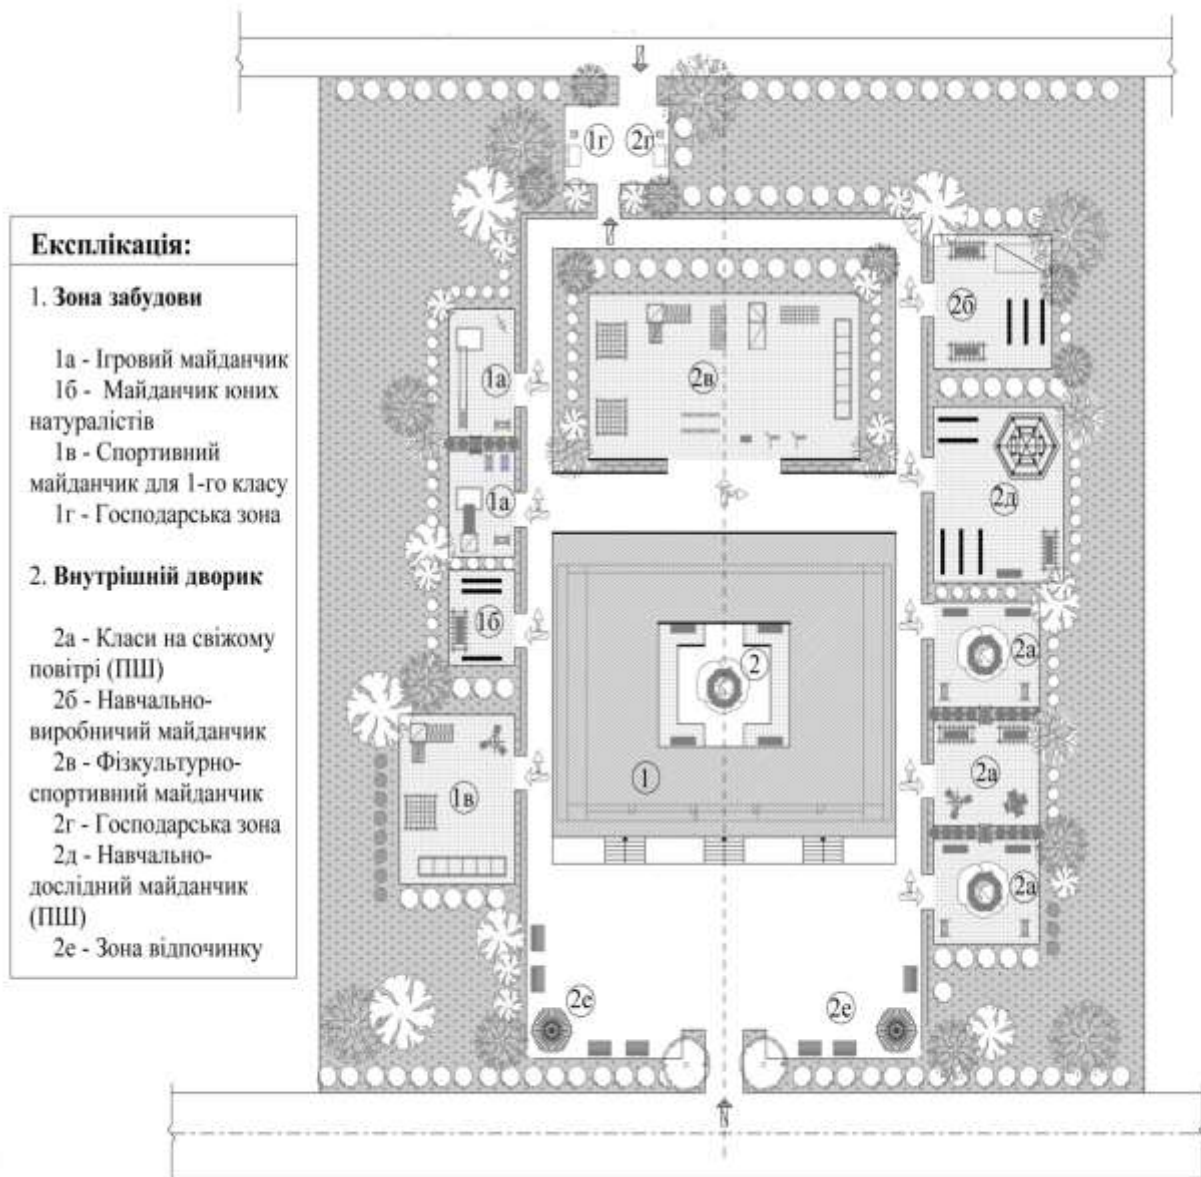 Експлікація:
1. Зона забудови
1а - Ігровий майданчик
1б - Майданчик юних
натуралістів
1в - Спортивний
майданчик для 1-го класу
1г - Господарська зона
2. Внутрішній дворик
2а - Класи на свіжому
повітрі (ПШ)
2б - Навчально-
виробничий майданчик
2в - Фізкультурно-
спортивний майданчик
2г - Господарська зона
2д - Навчально-
дослідний майданчик
(ПШ)
2е - Зона відпочинку
1г 2г
2б
1а 2в
1а 2д
1б
2 2а
1 2а
1в
2а
2е 2е